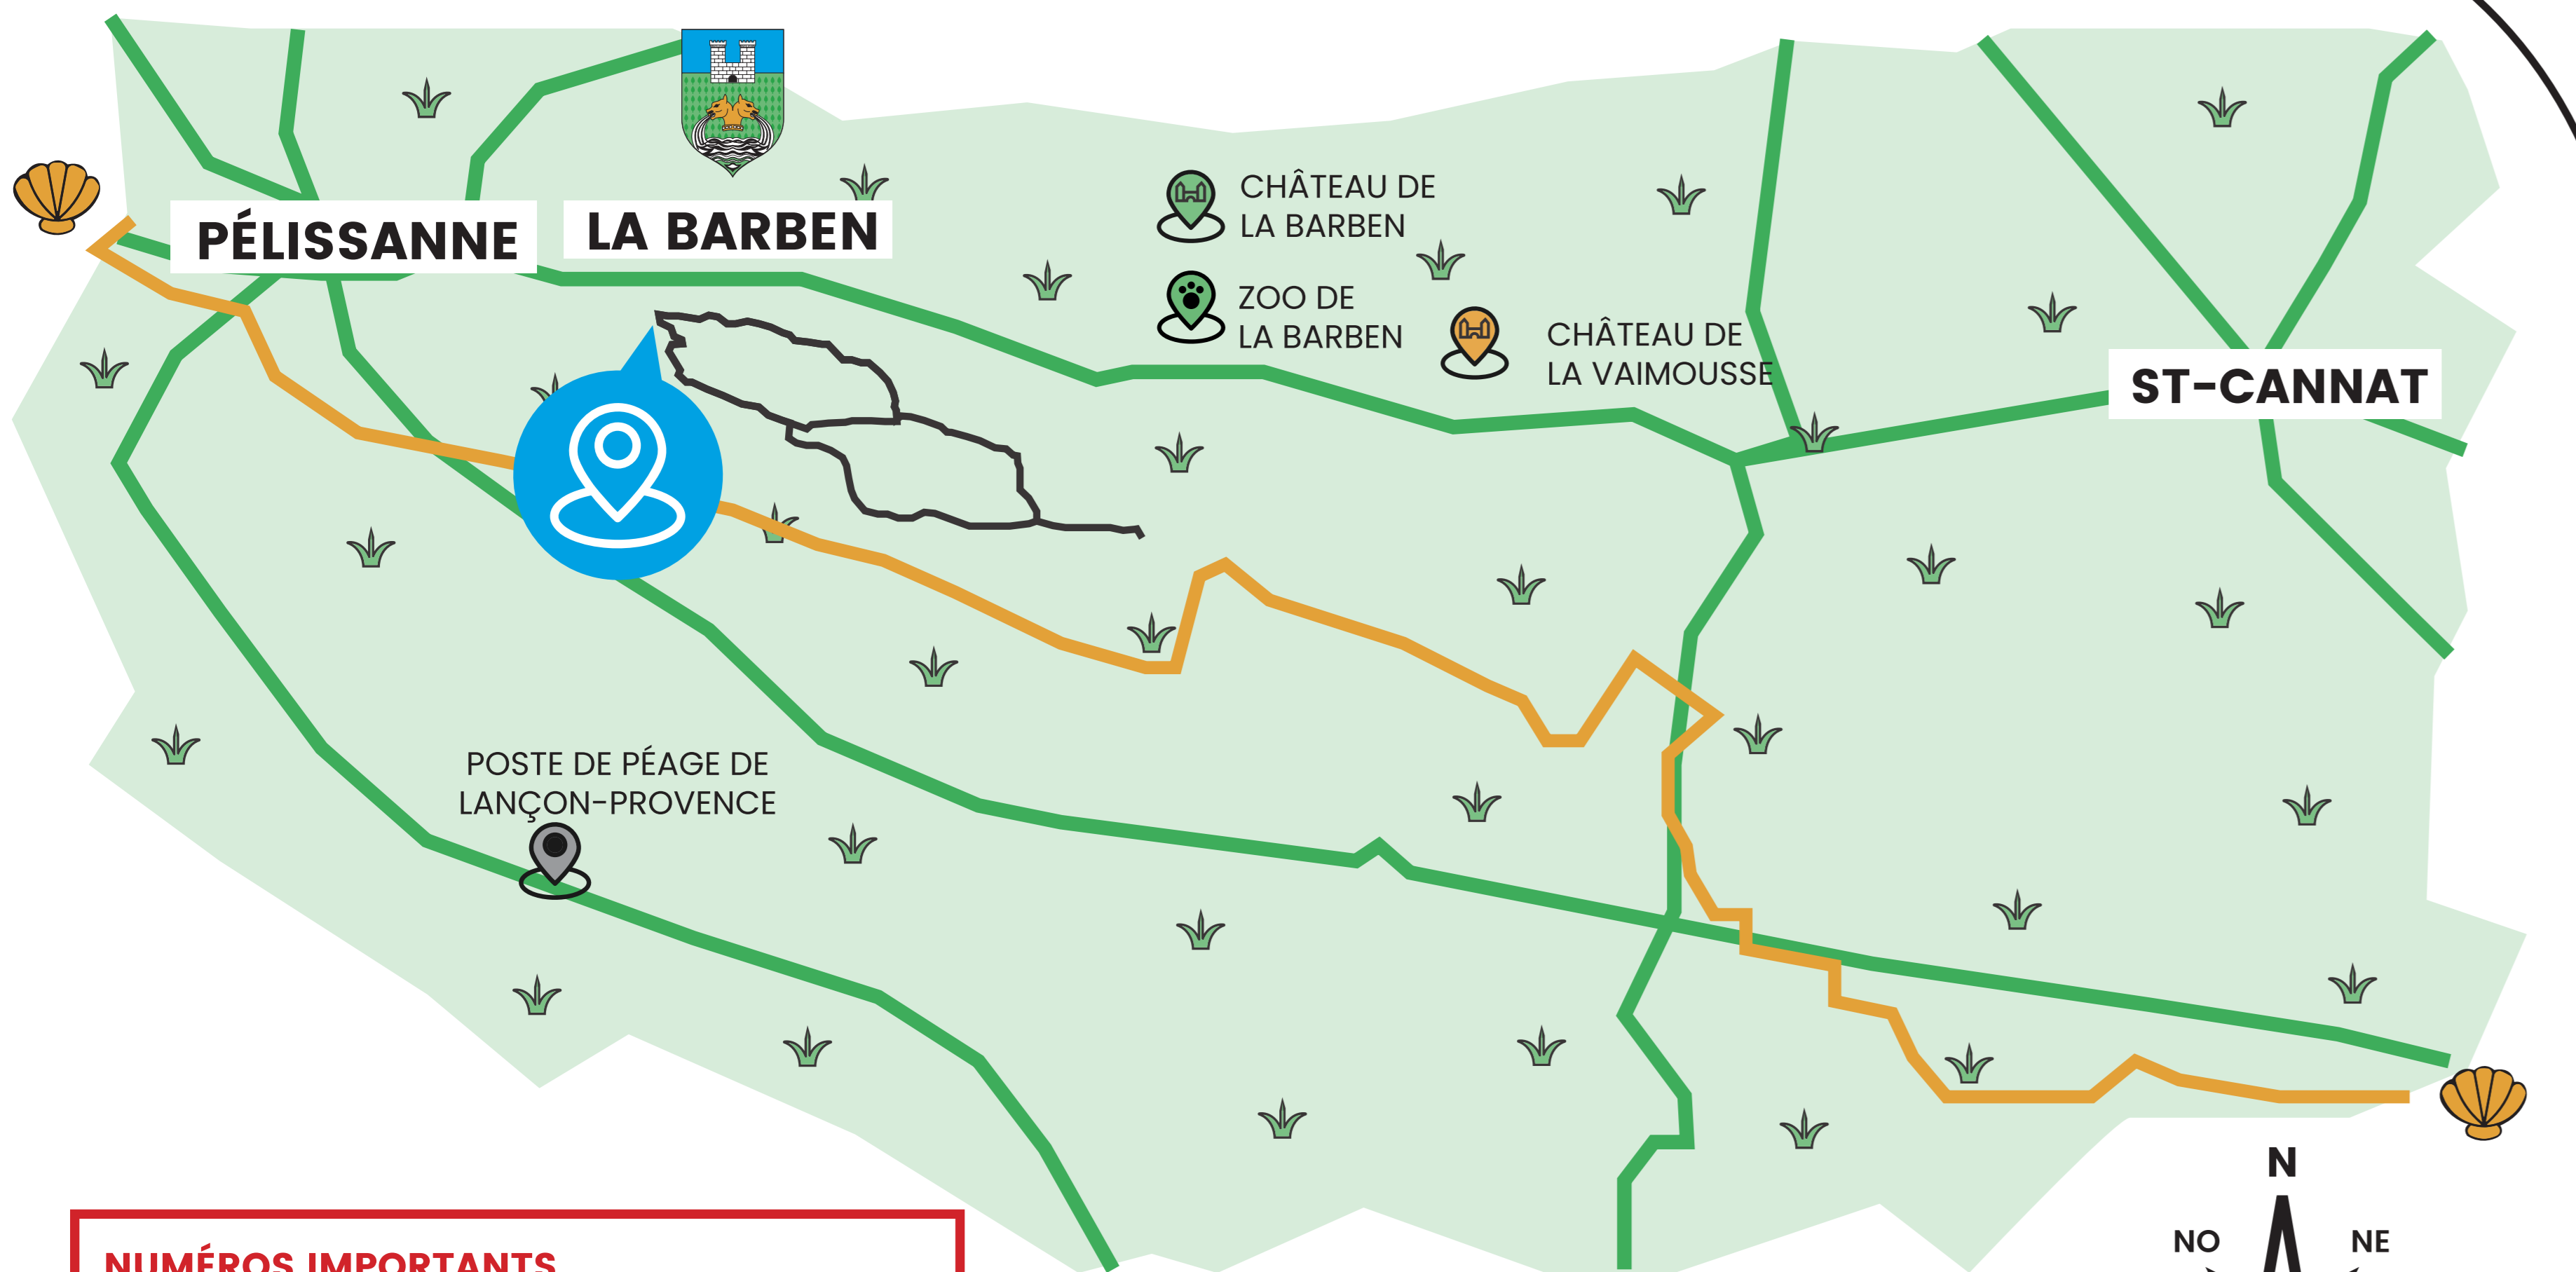 PÉLISSANNE
LA BARBEN
CHÂTEAU DE
LA BARBEN
ZOO DE
LA BARBEN
CHÂTEAU DE
LA VAIMOUSSE
ST-CANNAT
POSTE DE PÉAGE DE
LANÇON-PROVENCE
N
NO
NE
NUMÉROS IMPORTANTS